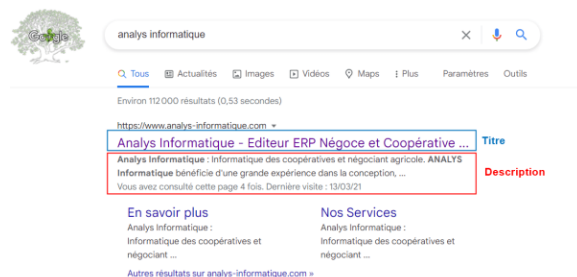 Google
analys informatique
Tous Actualités Images Vidéos Maps Plus Paramètres Outils
Environ 112 000 résultats (0,53 secondes)
https://www.analys-informatique.com
Analys Informatique - Editeur ERP Négoce et Coopérative ... Titre
Analys Informatique : Informatique des coopératives et négociant agricole. ANALYS
Informatique bénéficie d'une grande expérience dans la conception, ... Description
Vous avez consulté cette page 4 fois. Dernière visite : 13/03/21
En savoir plus Nos Services
Analys Informatique : Analys Informatique :
Informatique des coopératives et Informatique des coopératives et
négociant ... négociant ...
Autres résultats sur analys-informatique.com »